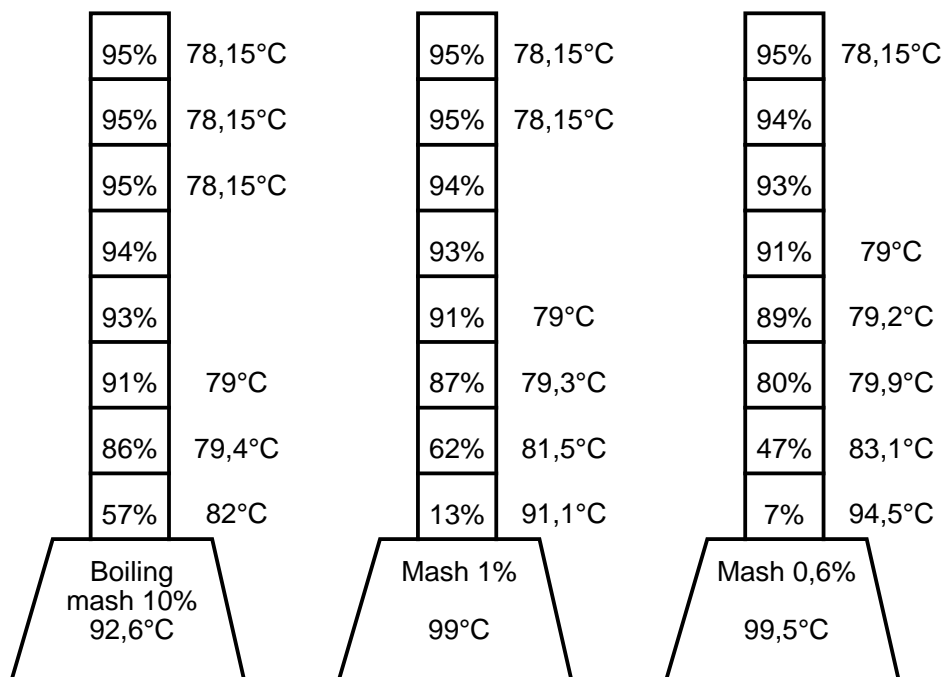 95% 78,15°C 95% 78,15°C 95% 78,15°C
95% 78,15°C 95% 78,15°C 94%
95% 78,15°C 94% 93%
94% 93% 91% 79°C
93% 91% 79°C 89% 79,2°C
91% 79°C 87% 79,3°C 80% 79,9°C
86% 79,4°C 62% 81,5°C 47% 83,1°C
57% 82°C 13% 91,1°C 7% 94,5°C
Boiling Mash 1% Mash 0,6%
mash 10%
92,6°C 99°C 99,5°C